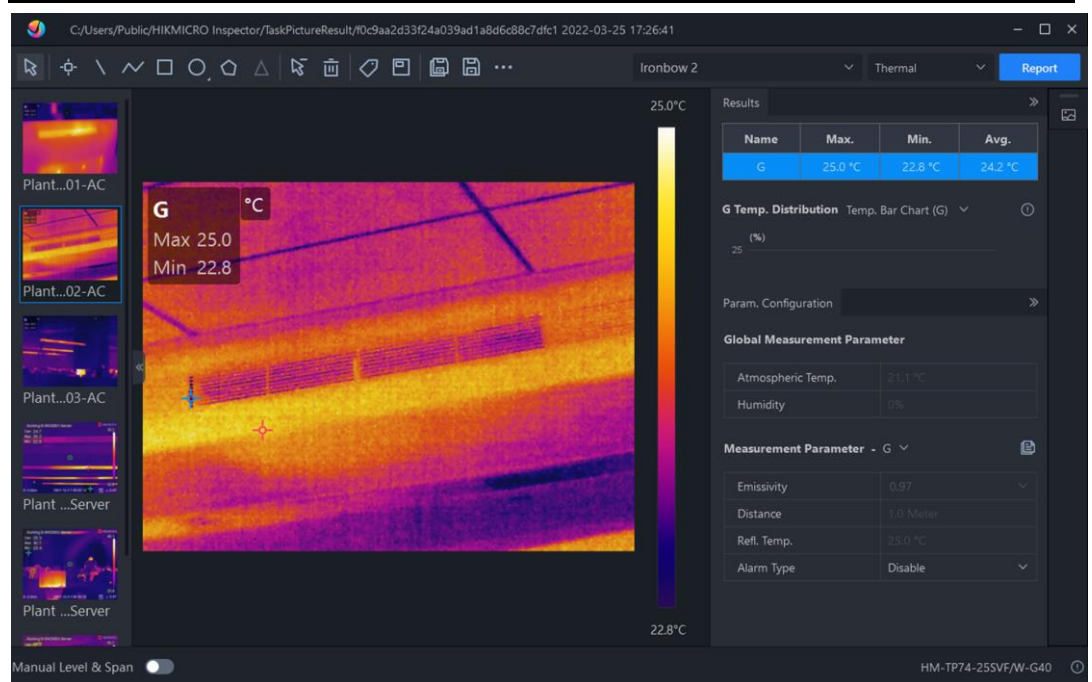 C:/Users/Public/HIKMICRO Inspector/TaskPictureResult/f0c9aa2d33f24a039ad1a8d6c88c7dfc1 2022-03-25 17:26:41
Ironbow 2 Thermal Report
Plant...01-AC
Plant...02-AC
Plant...03-AC
Plant ...Server
Plant ...Server
25.0°C
G °C
Max 25.0
Min 22.8
22.8°C
Results
Name Max. Min. Avg.
G 25.0 °C 22.8 °C 24.2 °C
G Temp. Distribution Temp. Bar Chart (G)
(%)
25
Param. Configuration
Global Measurement Parameter
Atmospheric Temp. 21.1 °C
Humidity 0%
Measurement Parameter - G
Emissivity 0.97
Distance 1.0 Meter
Refl. Temp. 25.0 °C
Alarm Type Disable
Manual Level & Span
HM-TP74-25SVF/W-G40